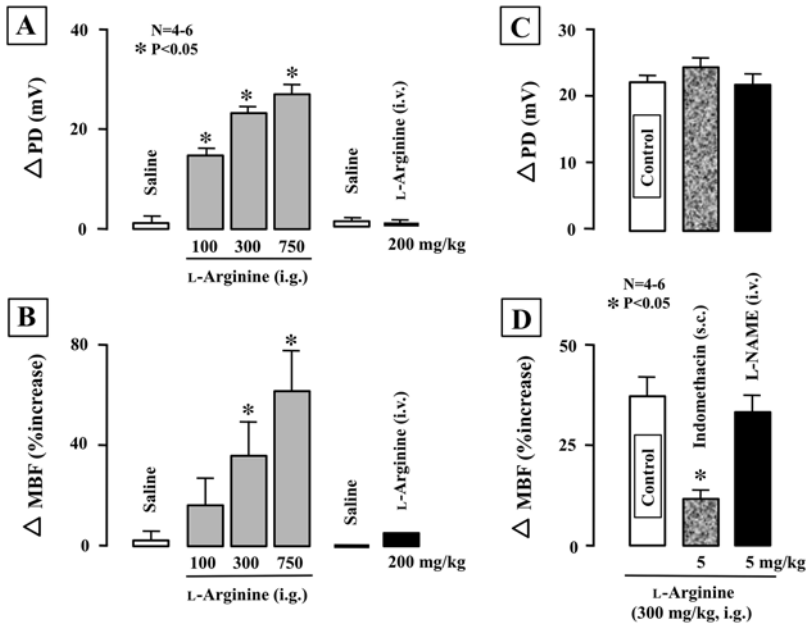 A
N=4-6
* P<0.05
△ PD (mV)
40
20
0
Saline
*
*
*
Saline
L-Arginine (i.v.)
100 300 750
200 mg/kg
L-Arginine (i.g.)
B
△ MBF (%increase)
80
40
0
Saline
*
*
Saline
L-Arginine (i.v.)
100 300 750
200 mg/kg
L-Arginine (i.g.)
C
△ PD (mV)
30
20
10
0
Control
D
N=4-6
* P<0.05
△ MBF (%increase)
50
25
0
Control
Indomethacin (s.c.)
*
L-NAME (i.v.)
5 5 mg/kg
L-Arginine
(300 mg/kg, i.g.)